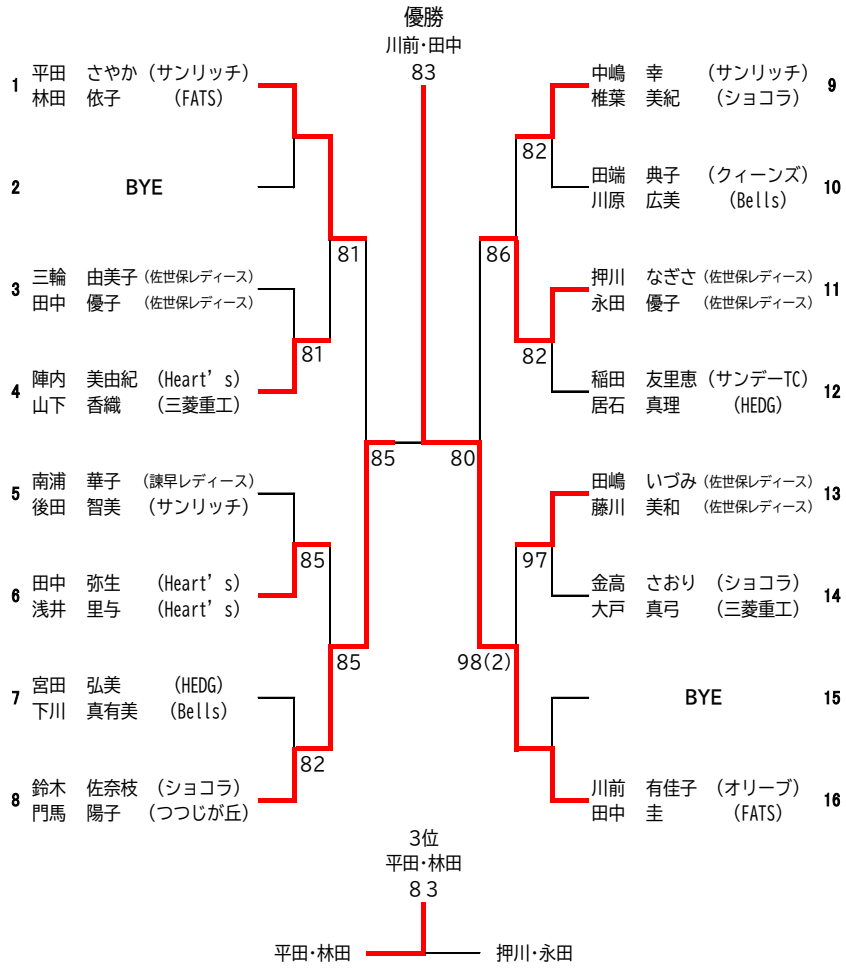 優勝
川前・田中
83
1 平田 さやか (サンリッチ)
林田 依子 (FATS)
2 BYE
3 三輪 由美子 (佐世保レディース)
田中 優子 (佐世保レディース)
4 陣内 美由紀 (Heart’s)
山下 香織 (三菱重工)
5 南浦 華子 (諫早レディース)
後田 智美 (サンリッチ)
6 田中 弥生 (Heart’s)
浅井 里与 (Heart’s)
7 宮田 弘美 (HEDG)
下川 真有美 (Bells)
8 鈴木 佐奈枝 (ショコラ)
門馬 陽子 (つつじが丘)
81
81
85
85
85
82
中嶋 幸 (サンリッチ) 9
椎葉 美紀 (ショコラ)
田端 典子 (クィーンズ) 10
川原 広美 (Bells)
押川 なぎさ (佐世保レディース) 11
永田 優子 (佐世保レディース)
稲田 友里恵 (サンデーTC) 12
居石 真理 (HEDG)
田嶋 いづみ (佐世保レディース) 13
藤川 美和 (佐世保レディース)
金高 さおり (ショコラ) 14
大戸 真弓 (三菱重工)
BYE 15
川前 有佳子 (オリーブ) 16
田中 圭 (FATS)
82
86
82
80
97
98(2)
3位
平田・林田
83
平田・林田 押川・永田